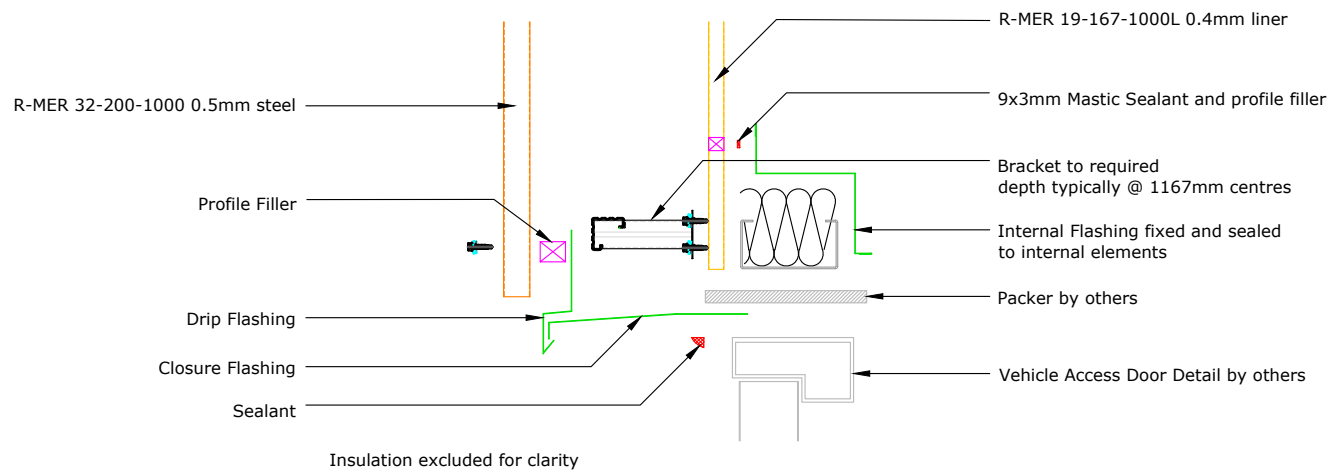 R-MER 32-200-1000 0.5mm steel
Profile Filler
Drip Flashing
Closure Flashing
Sealant
Insulation excluded for clarity
R-MER 19-167-1000L 0.4mm liner
9x3mm Mastic Sealant and profile filler
Bracket to required
depth typically @ 1167mm centres
Internal Flashing fixed and sealed
to internal elements
Packer by others
Vehicle Access Door Detail by others